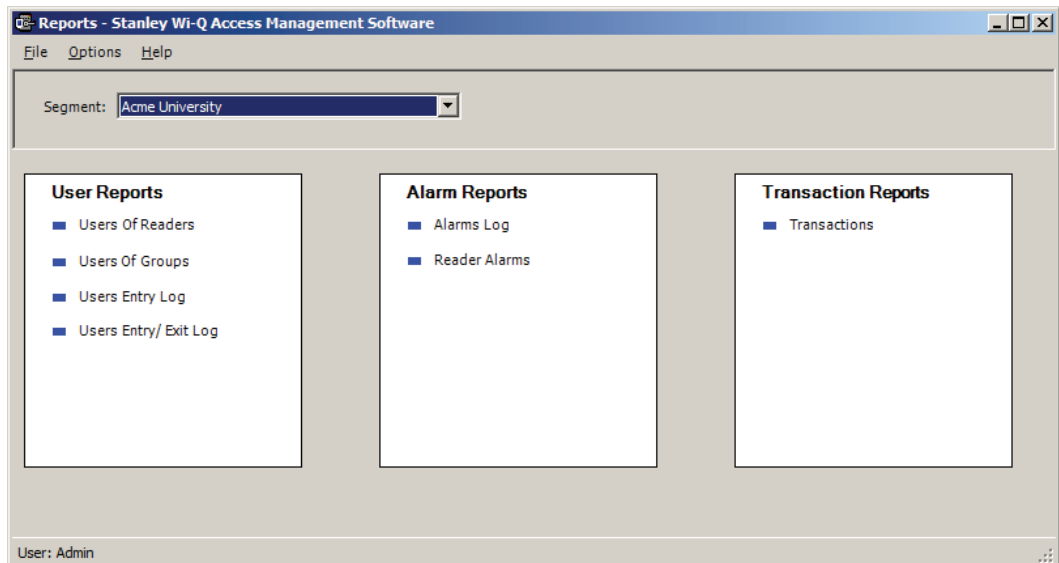 Reports - Stanley Wi-Q Access Management Software
File Options Help
Segment: Acme University
User Reports
Users Of Readers
Users Of Groups
Users Entry Log
Users Entry/ Exit Log
Alarm Reports
Alarms Log
Reader Alarms
Transaction Reports
Transactions
User: Admin